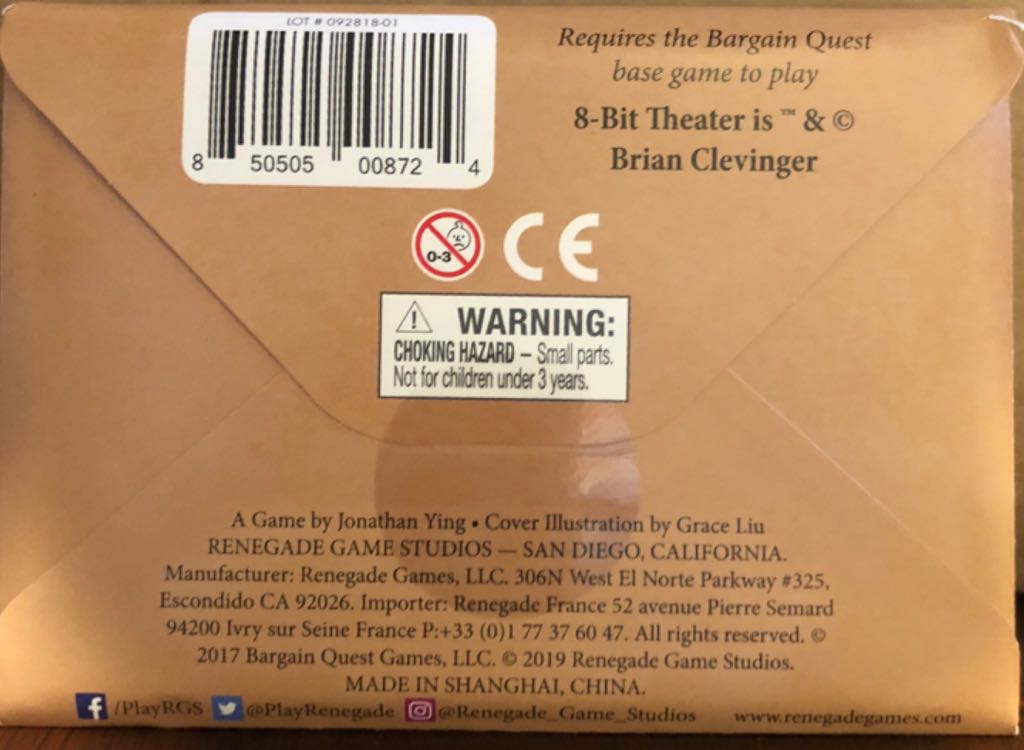 LOT # 092818-01
8 50505 00872 4
Requires the Bargain Quest
base game to play
8-Bit Theater is ™ & ©
Brian Clevinger
0-3
CE
WARNING:
CHOKING HAZARD — Small parts.
Not for children under 3 years.
A Game by Jonathan Ying • Cover Illustration by Grace Liu
RENEGADE GAME STUDIOS — SAN DIEGO, CALIFORNIA.
Manufacturer: Renegade Games, LLC. 306N West El Norte Parkway #325,
Escondido CA 92026. Importer: Renegade France 52 avenue Pierre Semard
94200 Ivry sur Seine France P:+33 (0)1 77 37 60 47. All rights reserved. ©
2017 Bargain Quest Games, LLC. © 2019 Renegade Game Studios.
MADE IN SHANGHAI, CHINA.
/PlayRGS @PlayRenegade @Renegade_Game_Studios www.renegadegames.com